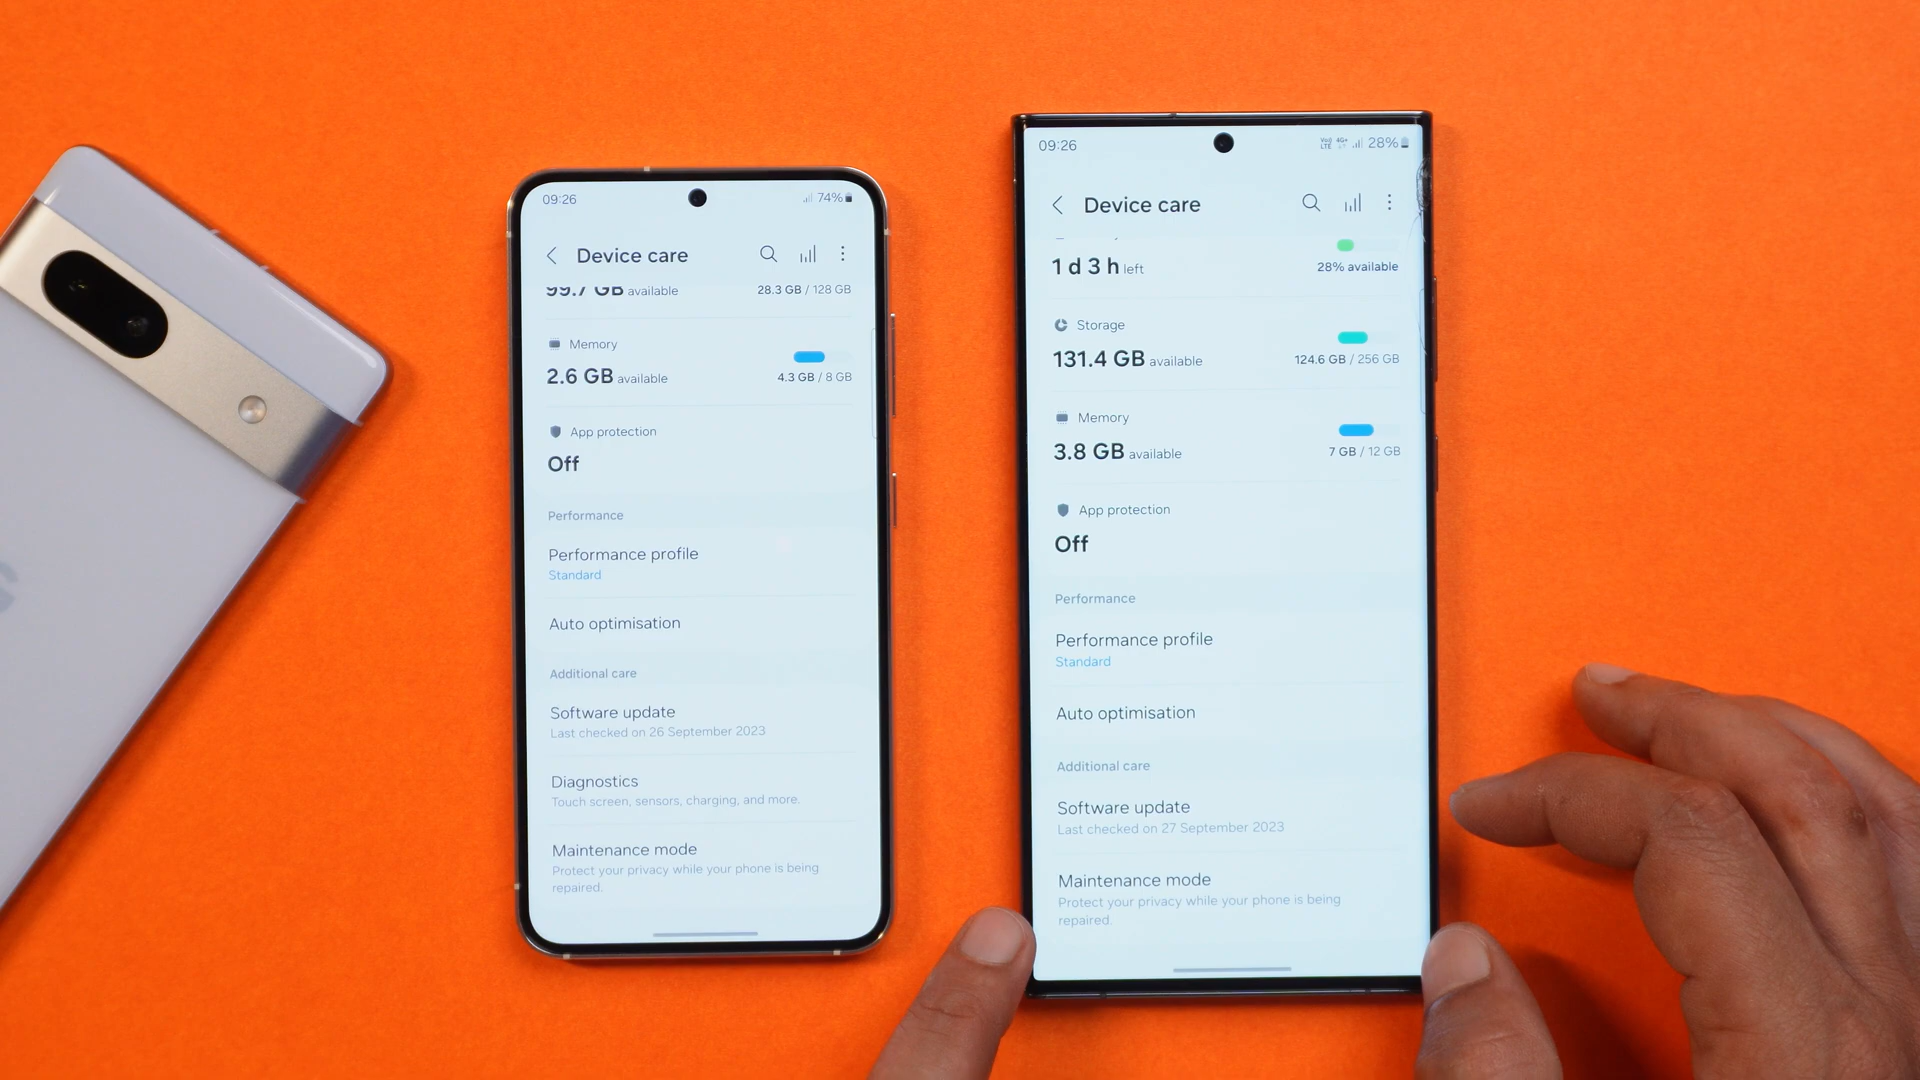 09:26
74%
Device care
99.7 GB available
28.3 GB / 128 GB
Memory
2.6 GB available
4.3 GB / 8 GB
App protection
Off
Performance
Performance profile
Standard
Auto optimisation
Additional care
Software update
Last checked on 26 September 2023
Diagnostics
Touch screen, sensors, charging, and more.
Maintenance mode
Protect your privacy while your phone is being
repaired.
09:26
LTE 4G+ 28%
Device care
1 d 3 h left
28% available
Storage
131.4 GB available
124.6 GB / 256 GB
Memory
3.8 GB available
7 GB / 12 GB
App protection
Off
Performance
Performance profile
Standard
Auto optimisation
Additional care
Software update
Last checked on 27 September 2023
Maintenance mode
Protect your privacy while your phone is being
repaired.